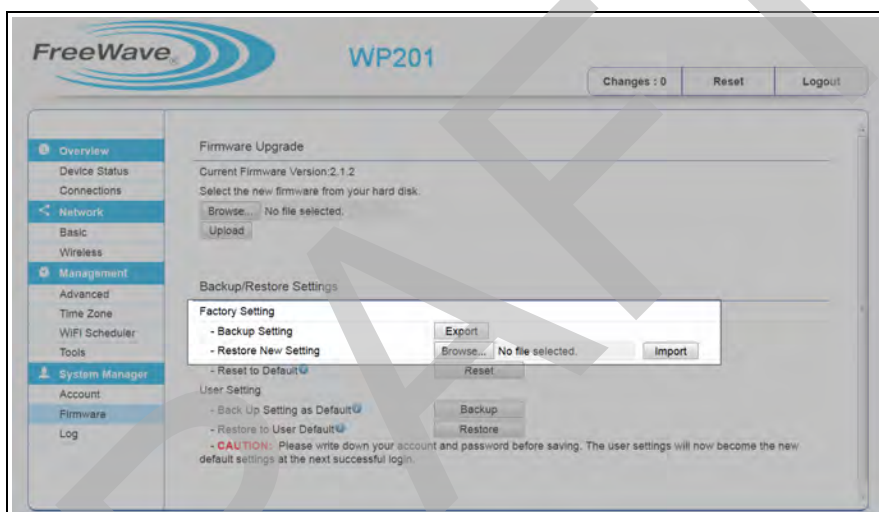 FreeWave®
WP201
Changes : 0 Reset Logout
Overview
Device Status
Connections
Network
Basic
Wireless
Management
Advanced
Time Zone
WiFi Scheduler
Tools
System Manager
Account
Firmware
Log
Firmware Upgrade
Current Firmware Version:2.1.2
Select the new firmware from your hard disk.
Browse... No file selected.
Upload
Backup/Restore Settings
Factory Setting
- Backup Setting Export
- Restore New Setting Browse... No file selected. Import
- Reset to Default Reset
User Setting
- Back Up Setting as Default Backup
- Restore to User Default Restore
- CAUTION: Please write down your account and password before saving. The user settings will now become the new
default settings at the next successful login.
DRAFT